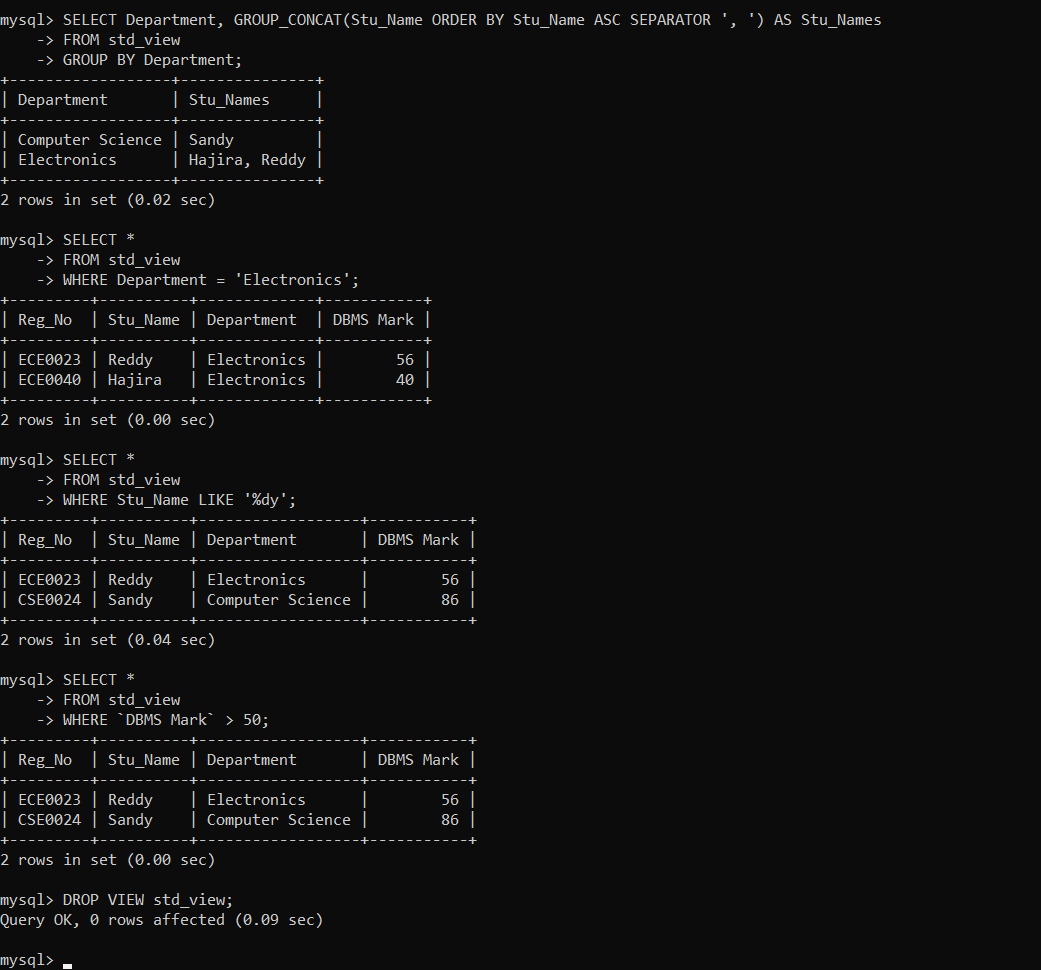 mysql> SELECT Department, GROUP_CONCAT(Stu_Name ORDER BY Stu_Name ASC SEPARATOR ', ') AS Stu_Names
    -> FROM std_view
    -> GROUP BY Department;
+------------------+---------------+
| Department       | Stu_Names     |
+------------------+---------------+
| Computer Science | Sandy         |
| Electronics      | Hajira, Reddy |
+------------------+---------------+
2 rows in set (0.02 sec)

mysql> SELECT *
    -> FROM std_view
    -> WHERE Department = 'Electronics';
+---------+----------+-------------+-----------+
| Reg_No  | Stu_Name | Department  | DBMS Mark |
+---------+----------+-------------+-----------+
| ECE0023 | Reddy    | Electronics |        56 |
| ECE0040 | Hajira   | Electronics |        40 |
+---------+----------+-------------+-----------+
2 rows in set (0.00 sec)

mysql> SELECT *
    -> FROM std_view
    -> WHERE Stu_Name LIKE '%dy';
+---------+----------+------------------+-----------+
| Reg_No  | Stu_Name | Department       | DBMS Mark |
+---------+----------+------------------+-----------+
| ECE0023 | Reddy    | Electronics      |        56 |
| CSE0024 | Sandy    | Computer Science |        86 |
+---------+----------+------------------+-----------+
2 rows in set (0.04 sec)

mysql> SELECT *
    -> FROM std_view
    -> WHERE `DBMS Mark` > 50;
+---------+----------+------------------+-----------+
| Reg_No  | Stu_Name | Department       | DBMS Mark |
+---------+----------+------------------+-----------+
| ECE0023 | Reddy    | Electronics      |        56 |
| CSE0024 | Sandy    | Computer Science |        86 |
+---------+----------+------------------+-----------+
2 rows in set (0.00 sec)

mysql> DROP VIEW std_view;
Query OK, 0 rows affected (0.09 sec)

mysql>